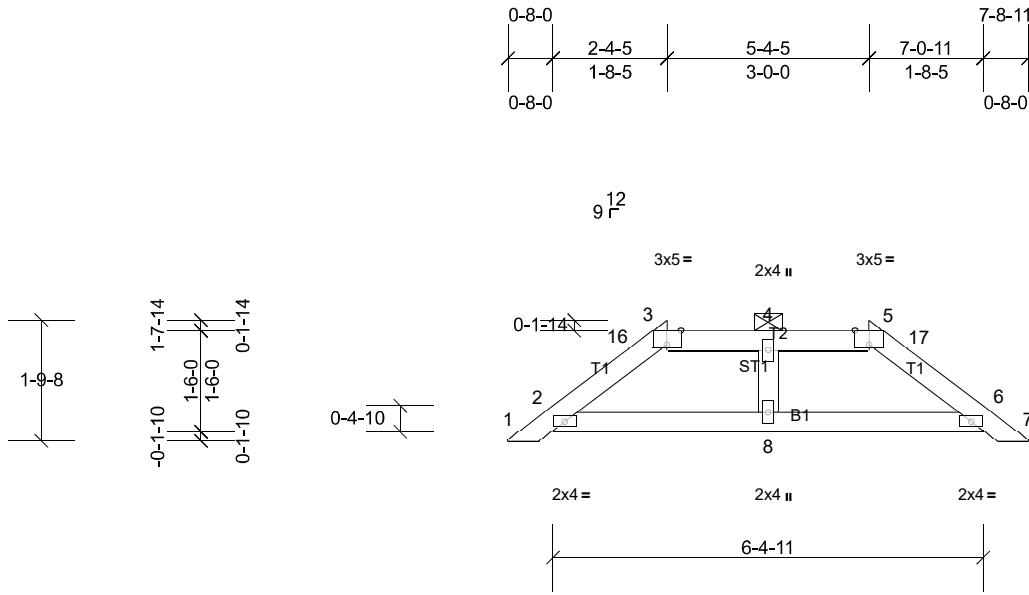 0-8-0 7-8-11
2-4-5 5-4-5 7-0-11
1-8-5 3-0-0 1-8-5
0-8-0 0-8-0
12
9
3x5 = 3x5 =
2x4 II
1-7-14 0-1-14
0-1-14 3 4 5
16 T2 17
1-9-8 1-6-0 1-6-0
T1 ST1 T1
2 6
0-4-10 1 B1 7
-0-1-10 0-1-10
8
2x4 = 2x4 II 2x4 =
6-4-11